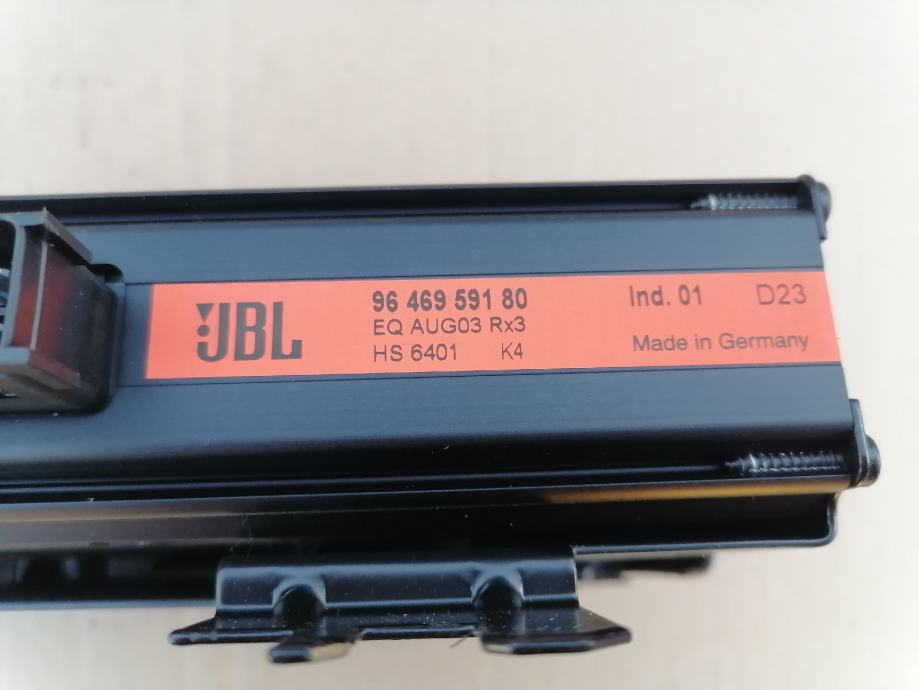 JBL
96 469 591 80
EQ AUG03 Rx3
HS 6401 K4
Ind. 01 D23
Made in Germany